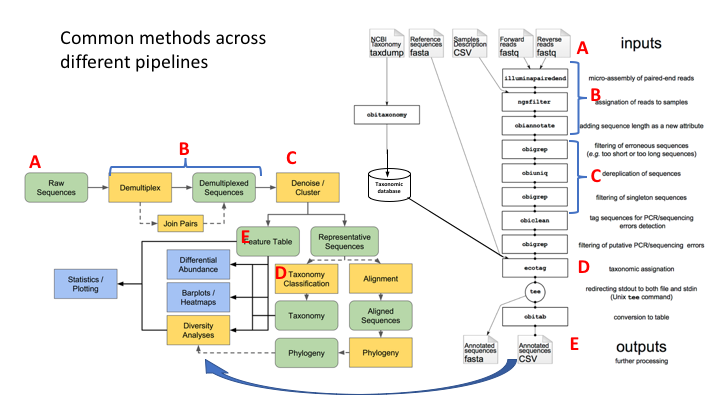 Common methods across
different pipelines
A
B
C
Raw
Sequences
Demultiplex
Demultiplexed
Sequences
Denoise /
Cluster
Join Pairs
E
Feature Table
Representative
Sequences
Differential
Abundance
D
Taxonomy
Classification
Alignment
Statistics /
Plotting
Barplots /
Heatmaps
Taxonomy
Aligned
Sequences
Diversity
Analyses
Phylogeny
Phylogeny
NCBI
Taxonomy
taxdump
Reference
sequences
fasta
Samples
Description
CSV
Forward
reads
fastq
Reverse
reads
fastq
A
inputs
illuminapairedend
micro-assembly of paired-end reads
B
ngsfilter
assignation of reads to samples
obitaxonomy
obiannotate
adding sequence length as a new attribute
obigrep
filtering of erroneous sequences
(e.g. too short or too long sequences)
C
obiuniq
dereplication of sequences
Taxonomic
database
obigrep
filtering of singleton sequences
obiclean
tag sequences for PCR/sequencing
errors detection
obigrep
filtering of putative PCR/sequencing errors
ecotag
D
taxonomic assignation
tee
redirecting stdout to both file and stdin
(Unix tee command)
obitab
conversion to table
Annotated
sequences
fasta
Annotated
sequences
CSV
E
outputs
further processing